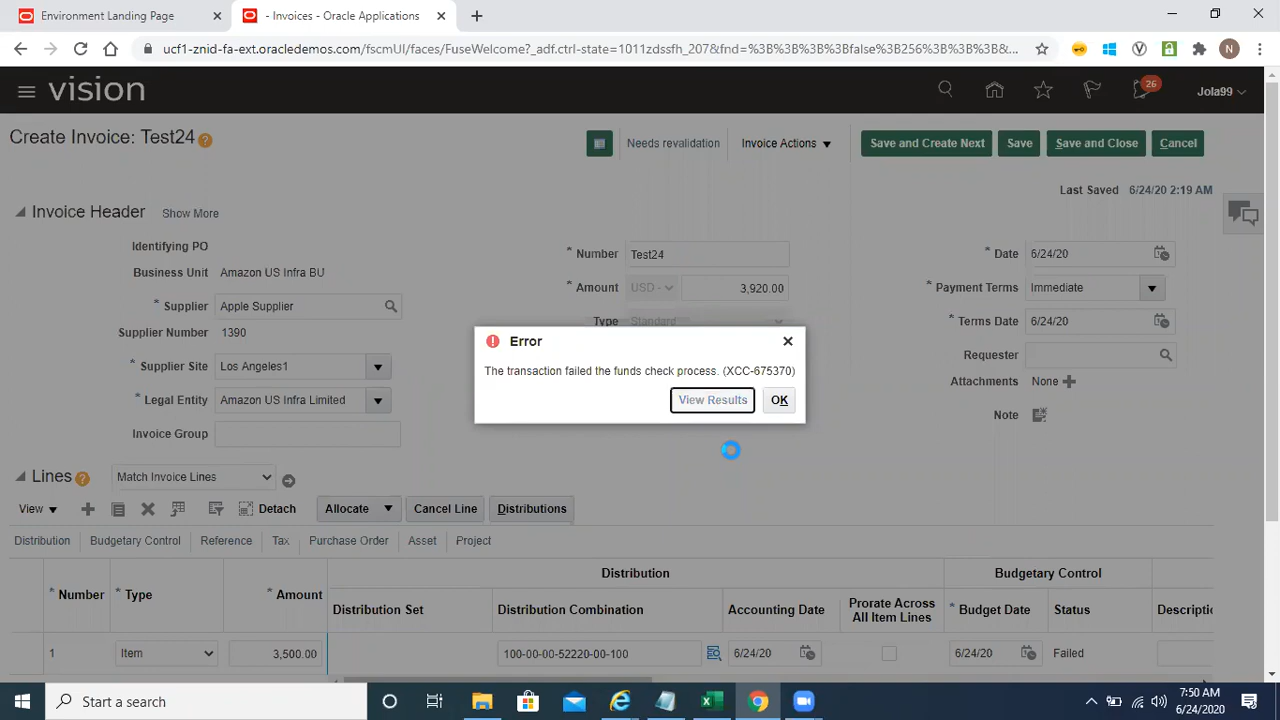 Environment Landing Page
- Invoices - Oracle Applications
ucf1-znid-fa-ext.oracledemos.com/fscmUI/faces/FuseWelcome?_adf.ctrl-state=1011zdssfh_207&fnd=%3B%3B%3B%3Bfalse%3B256%3B%3B%3B&...
N
vision
26
Jola99
Create Invoice: Test24
Needs revalidation
Invoice Actions
Save and Create Next
Save
Save and Close
Cancel
Last Saved 6/24/20 2:19 AM
Invoice Header Show More
Identifying PO
Business Unit Amazon US Infra BU
* Supplier Apple Supplier
Supplier Number 1390
* Supplier Site Los Angeles1
* Legal Entity Amazon US Infra Limited
Invoice Group
* Number Test24
* Amount USD - 3,920.00
Type Standard
* Date 6/24/20
* Payment Terms Immediate
* Terms Date 6/24/20
Requester
Attachments None
Note
Error
The transaction failed the funds check process. (XCC-675370)
View Results
OK
Lines Match Invoice Lines
View
Detach
Allocate
Cancel Line
Distributions
Distribution Budgetary Control Reference Tax Purchase Order Asset Project
Distribution Budgetary Control
* Number * Type * Amount Distribution Set Distribution Combination Accounting Date Prorate Across All Item Lines * Budget Date Status Descriptic
1 Item 3,500.00 100-00-00-52220-00-100 6/24/20 6/24/20 Failed
Start a search
7:50 AM
6/24/2020